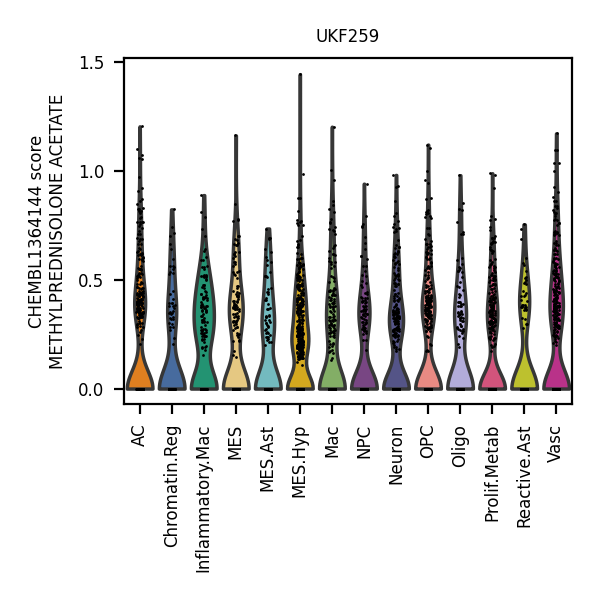 UKF259
CHEMBL1364144 score
METHYLPREDNISOLONE ACETATE
1.5
1.0
0.5
0.0
AC
Chromatin.Reg
Inflammatory.Mac
MES
MES.Ast
MES.Hyp
Mac
NPC
Neuron
OPC
Oligo
Prolif.Metab
Reactive.Ast
Vasc